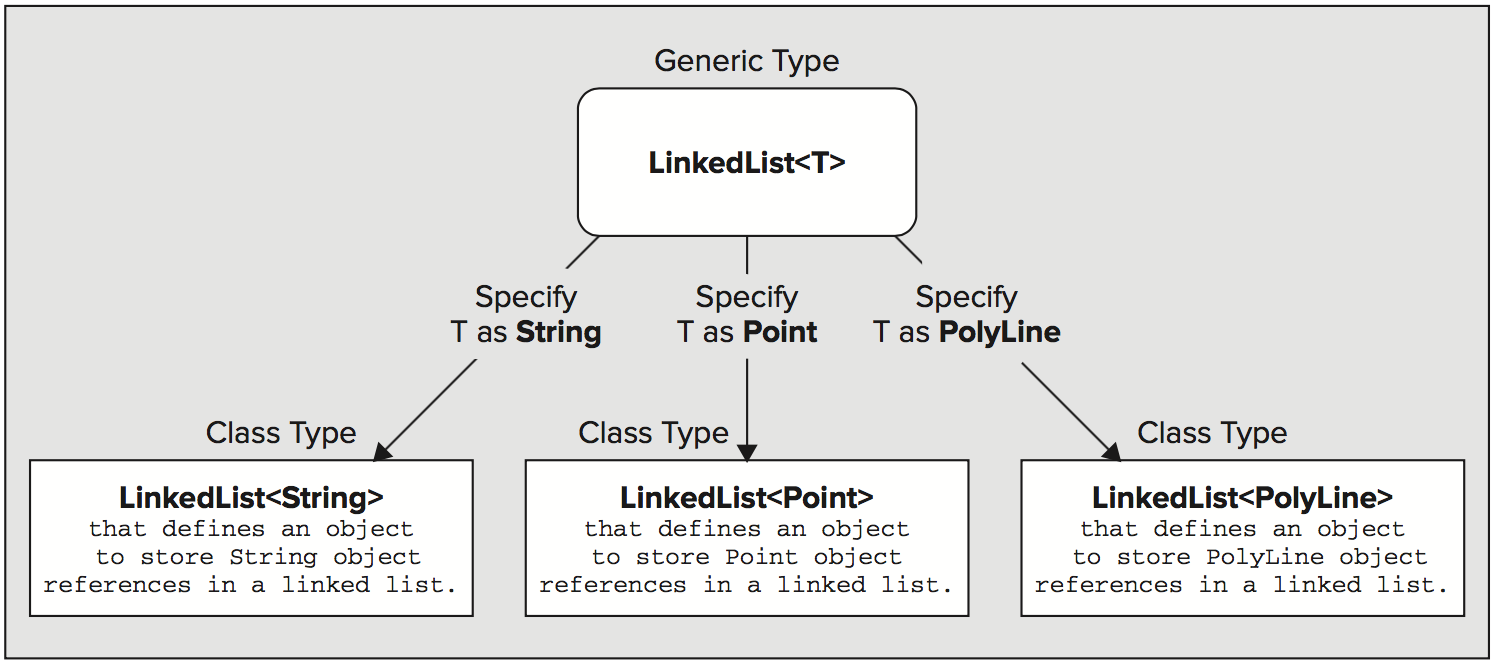 Generic Type
LinkedList<T>
Specify
T as String
Specify
T as Point
Specify
T as PolyLine
Class Type
LinkedList<String>
that defines an object
to store String object
references in a linked list.
Class Type
LinkedList<Point>
that defines an object
to store Point object
references in a linked list.
Class Type
LinkedList<PolyLine>
that defines an object
to store PolyLine object
references in a linked list.